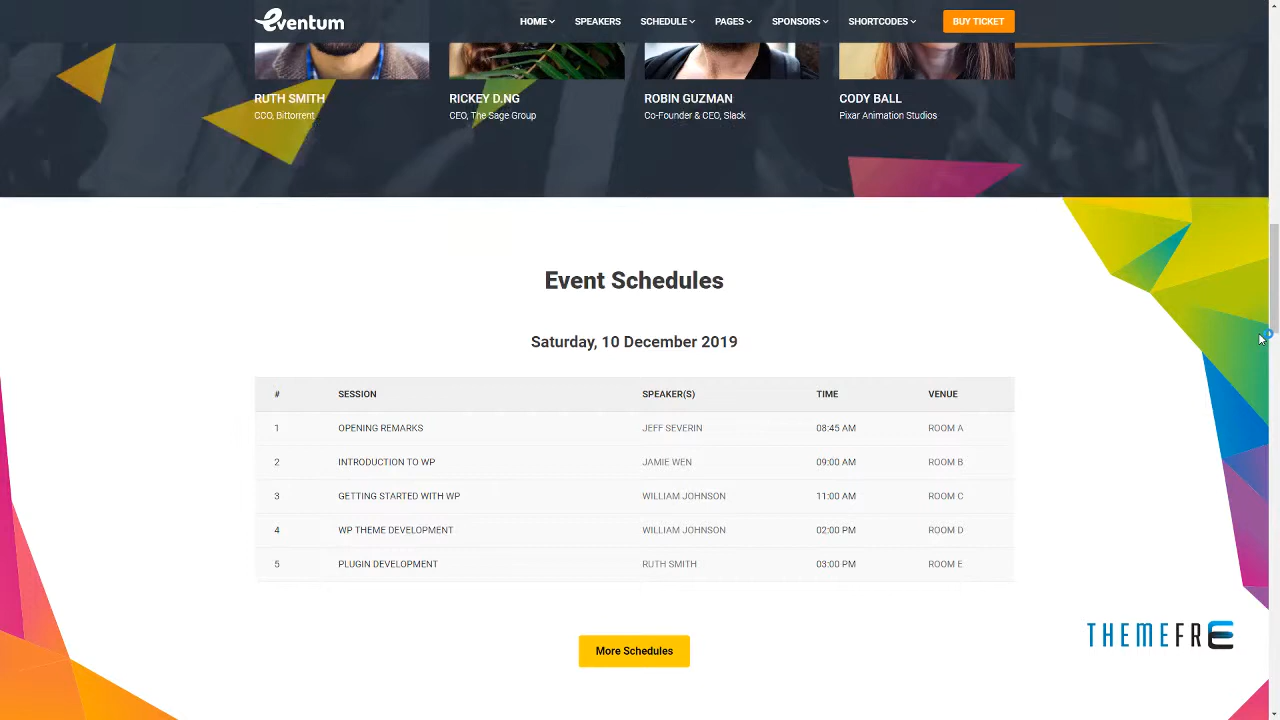 eventum
HOME SPEAKERS SCHEDULE PAGES SPONSORS SHORTCODES BUY TICKET
RUTH SMITH RICKEY D.NG ROBIN GUZMAN CODY BALL
CCO, Bittorrent CEO, The Sage Group Co-Founder & CEO, Slack Pixar Animation Studios
Event Schedules
Saturday, 10 December 2019
# SESSION SPEAKER(S) TIME VENUE
1 OPENING REMARKS JEFF SEVERIN 08:45 AM ROOM A
2 INTRODUCTION TO WP JAMIE WEN 09:00 AM ROOM B
3 GETTING STARTED WITH WP WILLIAM JOHNSON 11:00 AM ROOM C
4 WP THEME DEVELOPMENT WILLIAM JOHNSON 02:00 PM ROOM D
5 PLUGIN DEVELOPMENT RUTH SMITH 03:00 PM ROOM E
THEMEFRE
More Schedules